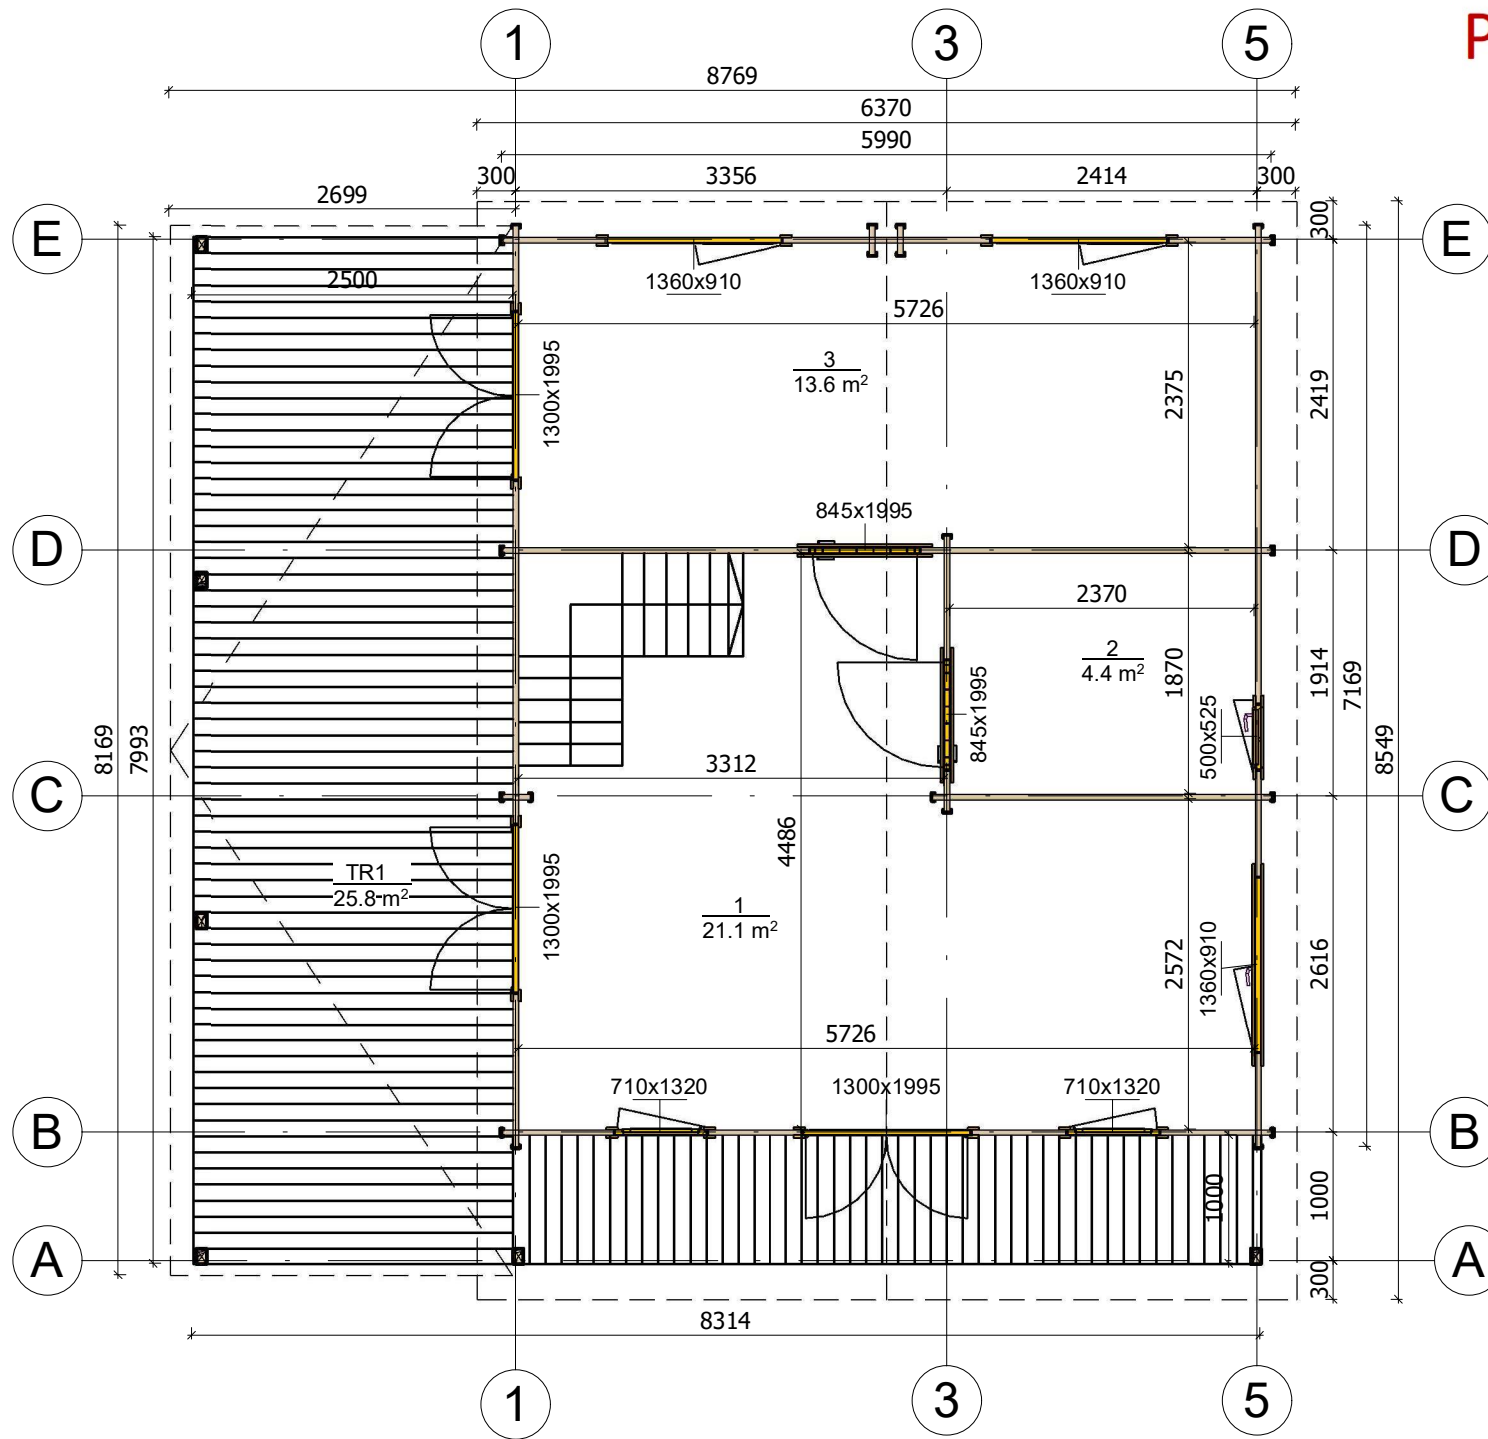 1
3
5
P
8769
6370
5990
300
3356
2414
300
2699
E
E
300
2500
1360x910
1360x910
5726
1300x1995
3
13.6 m²
2375
2419
845x1995
D
D
2370
2
4.4 m²
845x1995
1870
1914
7169
500x525
8169
7993
8549
3312
C
C
4486
TR1
25.8 m²
1300x1995
1
21.1 m²
2572
1360x910
2616
5726
710x1320
1300x1995
710x1320
B
B
1000
1000
A
A
300
8314
1
3
5